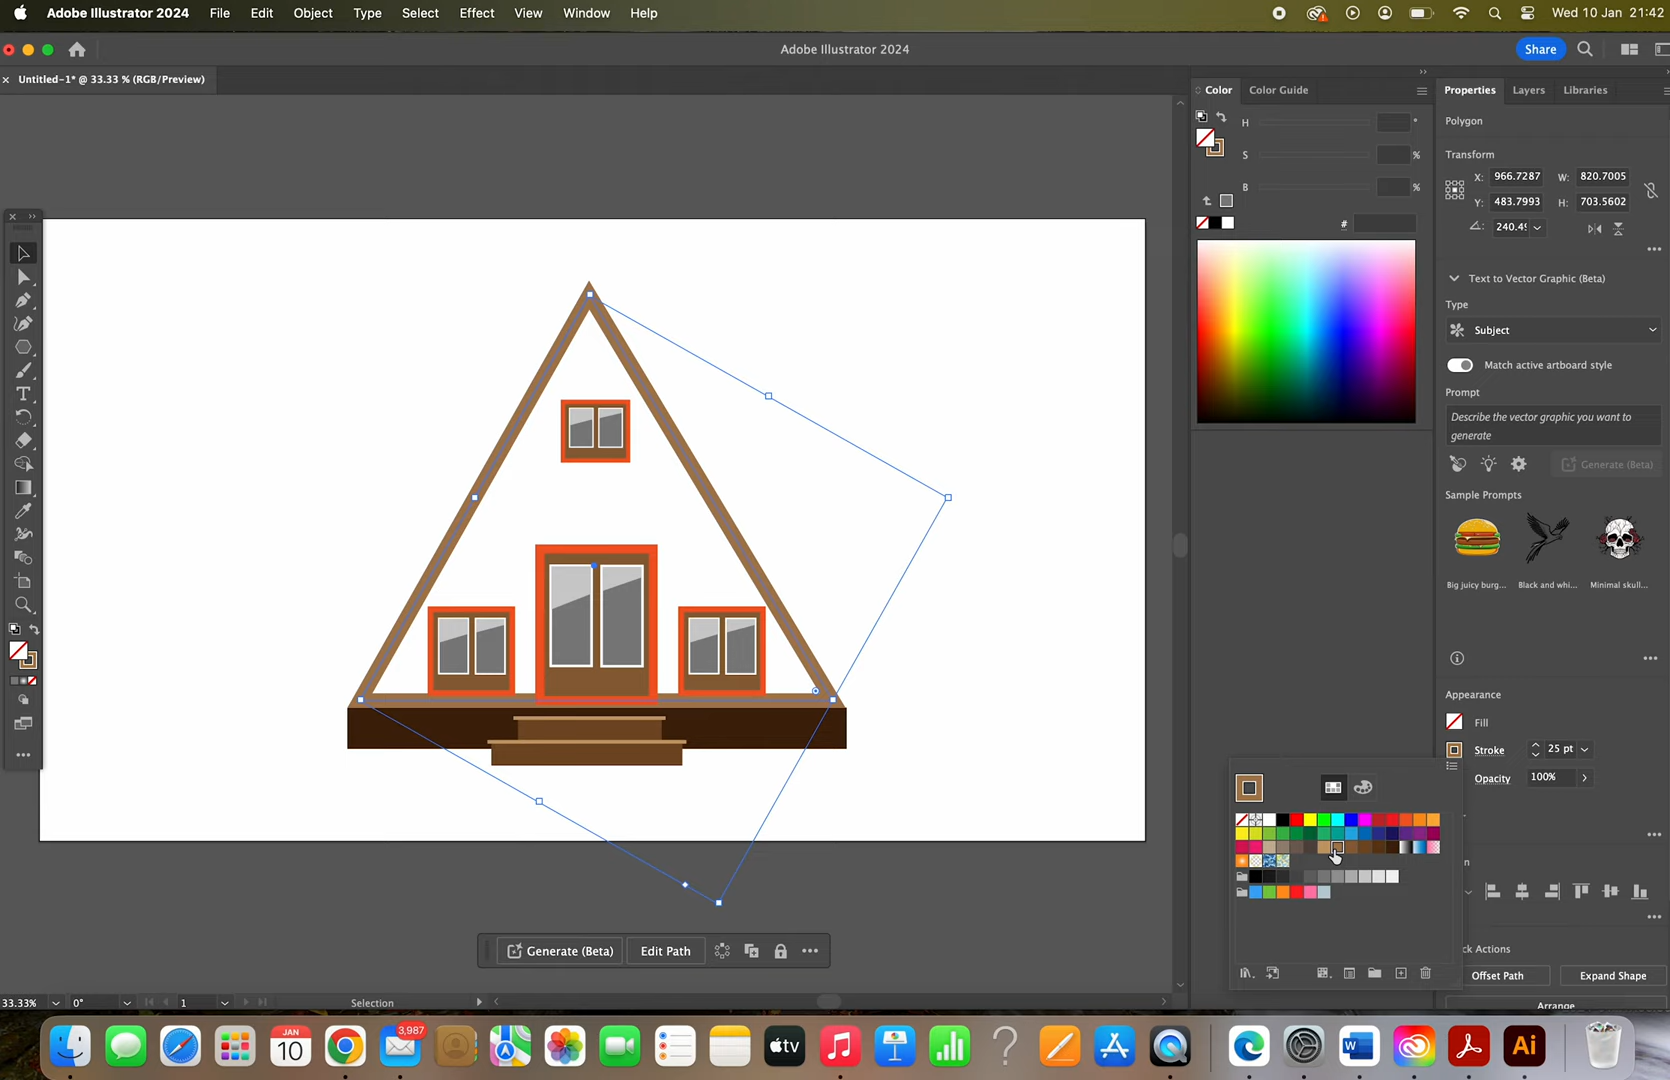 Adobe Illustrator 2024 File Edit Object Type Select Effect View Window Help Wed 10 Jan 21:42
Adobe Illustrator 2024 Share
Untitled-1* @ 33.33 % (RGB/Preview)
Color Color Guide
Properties Layers Libraries
H °
S %
B %
#
Polygon
Transform
X: 966.7287 W: 820.7005
Y: 483.7993 H: 703.5602
240.4
Text to Vector Graphic (Beta)
Type
Subject
Match active artboard style
Prompt
Describe the vector graphic you want to
generate
Generate (Beta)
Sample Prompts
Big juicy burg... Black and whi... Minimal skull...
Appearance
Fill
Stroke 25 pt
Opacity 100%
ck Actions
Offset Path Expand Shape
Arrange
Generate (Beta) Edit Path
33.33% 0° 1 Selection
JAN
10
3,987
tv
W
Ai